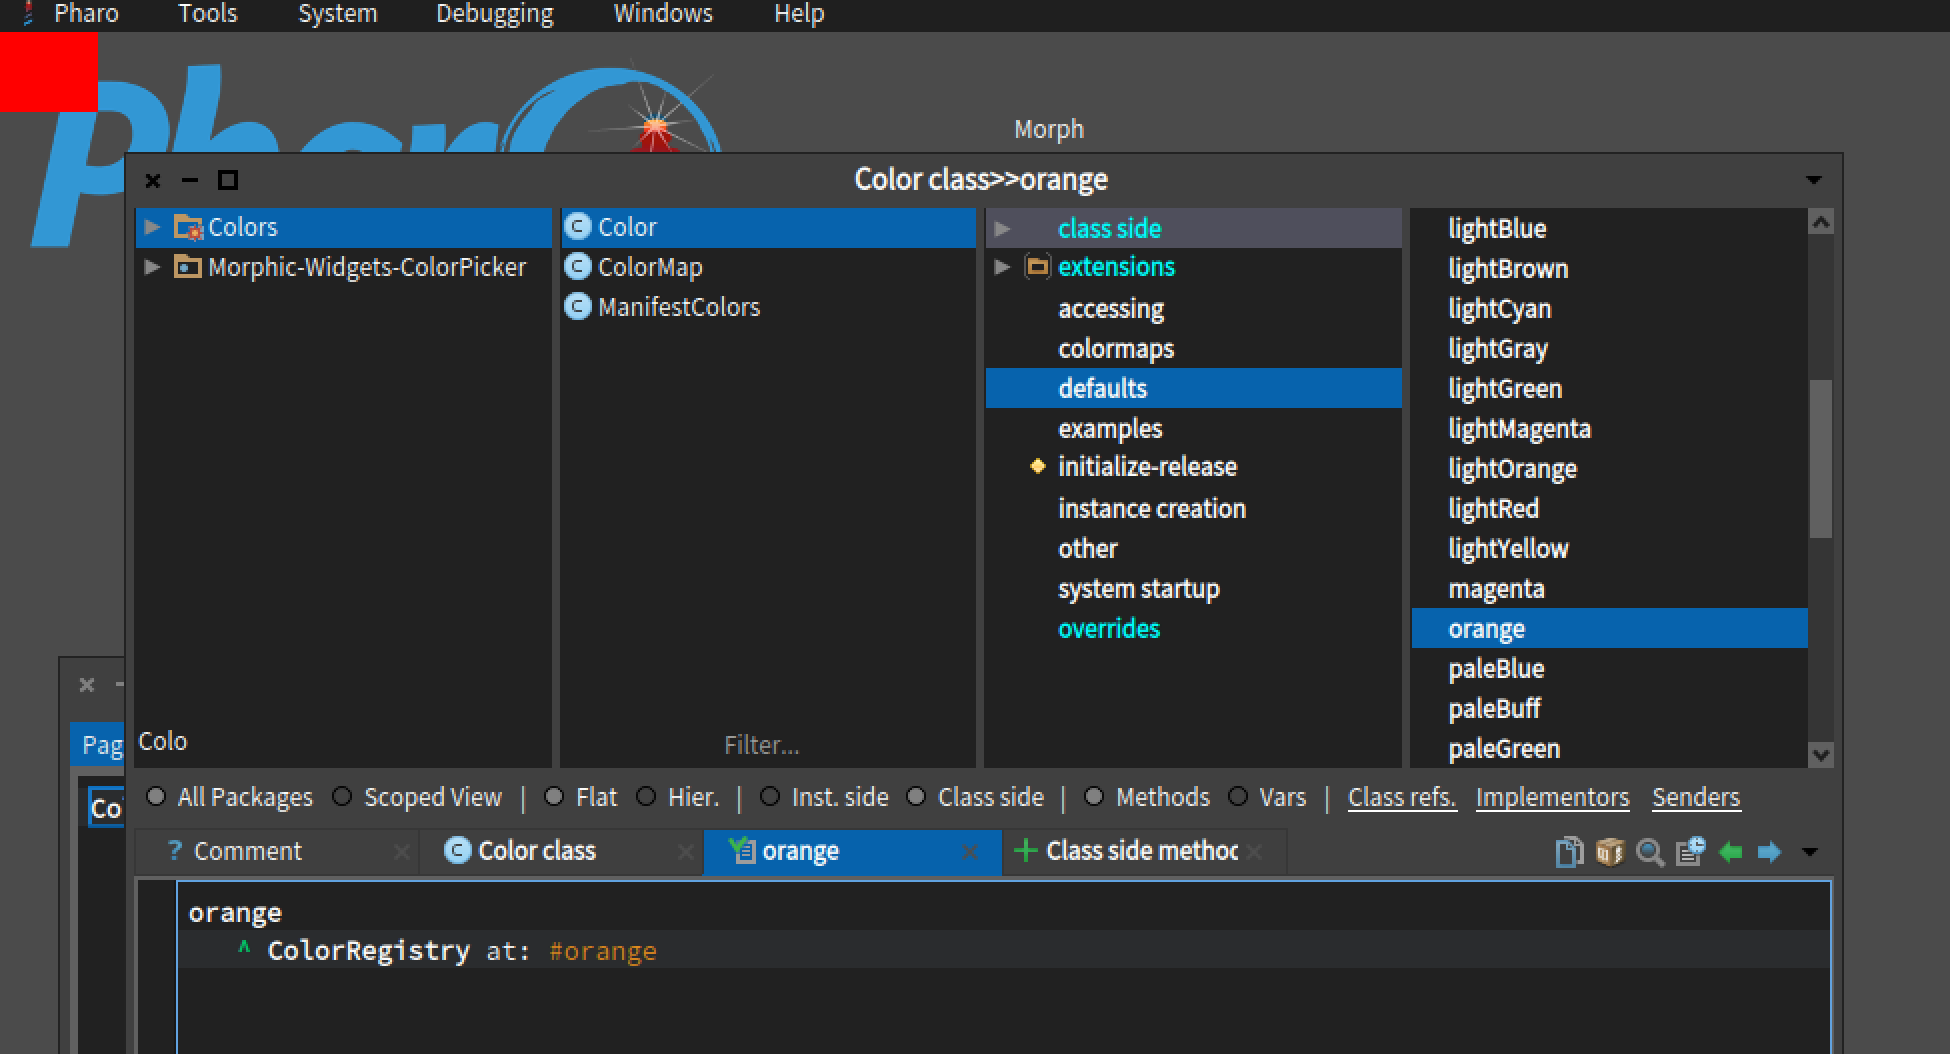 Pharo Tools System Debugging Windows Help
Morph
Color class>>orange
Colors
Morphic-Widgets-ColorPicker
Colo
Color
ColorMap
ManifestColors
Filter...
class side
extensions
accessing
colormaps
defaults
examples
initialize-release
instance creation
other
system startup
overrides
lightBlue
lightBrown
lightCyan
lightGray
lightGreen
lightMagenta
lightOrange
lightRed
lightYellow
magenta
orange
paleBlue
paleBuff
paleGreen
Pag
Co
All Packages Scoped View | Flat Hier. | Inst. side Class side | Methods Vars | Class refs. Implementors Senders
? Comment Color class orange Class side methoc
orange
^ ColorRegistry at: #orange